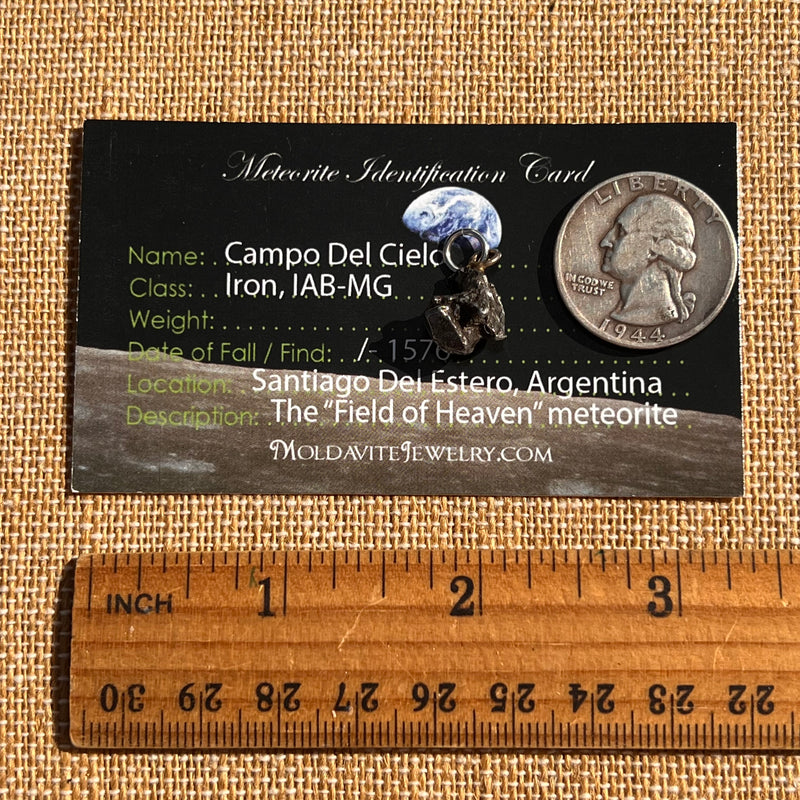 Meteorite Identification Card
Name: Campo Del Cielo
Class: Iron, IAB-MG
Weight:
Date of Fall / Find: /- 1576
Location: Santiago Del Estero, Argentina
Description: The “Field of Heaven” meteorite
MoldaviteJewelry.com
LIBERTY
IN GOD WE
TRUST
1944
INCH 1 2 3
30 29 28 27 26 25 24 23 22